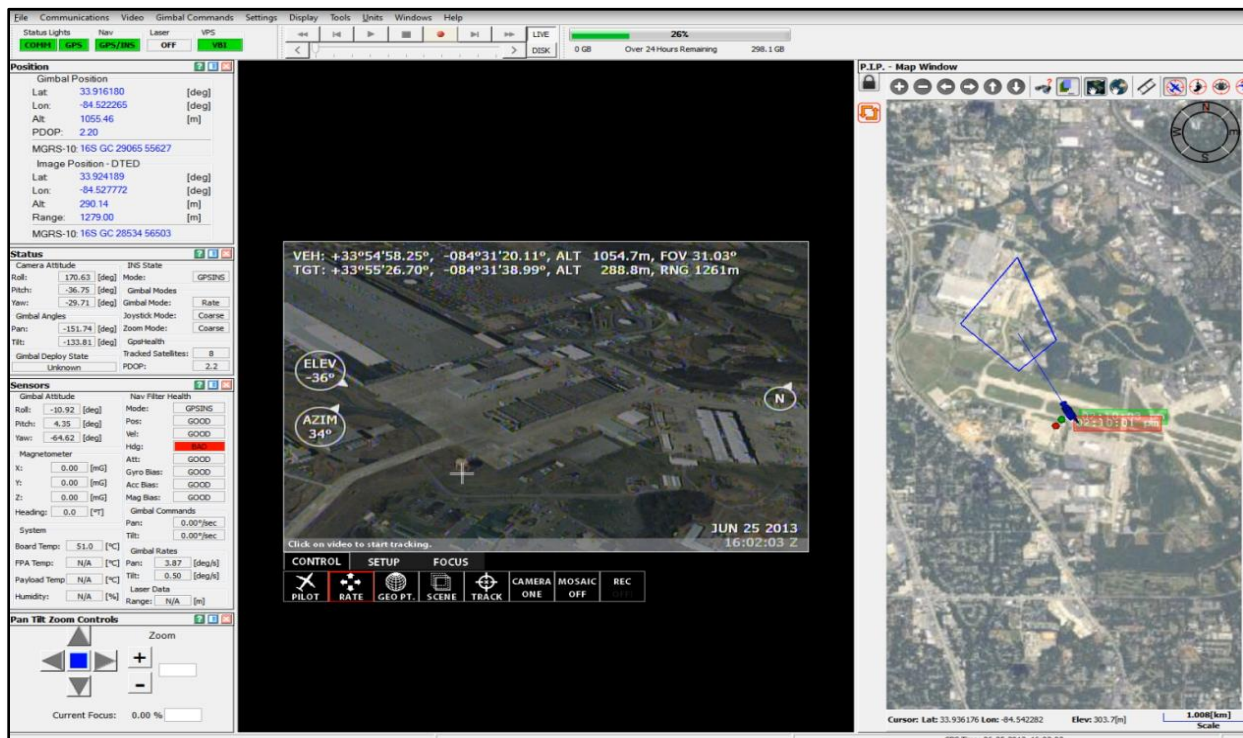 File Communications Video Gimbal Commands Settings Display Tools Units Windows Help
Status Lights Nav Laser VPS
COMM GPS GPS/INS OFF VBI
LIVE
DISK
26%
0 GB Over 24 Hours Remaining 298.1 GB
Position
Gimbal Position
Lat: 33.916180 [deg]
Lon: -84.522265 [deg]
Alt: 1055.46 [m]
PDOP: 2.20
MGRS-10: 16S GC 29065 55627
Image Position - DTED
Lat: 33.924189 [deg]
Lon: -84.527772 [deg]
Alt: 290.14 [m]
Range: 1279.00 [m]
MGRS-10: 16S GC 28534 56503
Status
Camera Attitude
Roll: 170.63 [deg]
Pitch: -36.75 [deg]
Yaw: -29.71 [deg]
Gimbal Angles
Pan: -151.74 [deg]
Tilt: -133.81 [deg]
Gimbal Deploy State
Unknown
INS State
Mode: GPSINS
Gimbal Modes
Gimbal Mode: Rate
Joystick Mode: Coarse
Zoom Mode: Coarse
GpsHealth
Tracked Satellites: 8
PDOP: 2.2
Sensors
Gimbal Attitude
Roll: -10.92 [deg]
Pitch: 4.35 [deg]
Yaw: -64.62 [deg]
Magnetometer
X: 0.00 [mG]
Y: 0.00 [mG]
Z: 0.00 [mG]
Heading: 0.0 [°T]
System
Board Temp: 51.0 [°C]
FPA Temp: N/A [°C]
Payload Temp N/A [°C]
Humidity: N/A [%]
Nav Filter Health
Mode: GPSINS
Pos: GOOD
Vel: GOOD
Hdg: BAD
Att: GOOD
Gyro Bias: GOOD
Acc Bias: GOOD
Mag Bias: GOOD
Gimbal Commands
Pan: 0.00°/sec
Tilt: 0.00°/sec
Gimbal Rates
Pan: 3.87 [deg/s]
Tilt: 0.50 [deg/s]
Laser Data
Range: N/A [m]
Pan Tilt Zoom Controls
Zoom
+
-
Current Focus: 0.00 %
VEH: +33°54'58.25", -084°31'20.11", ALT 1054.7m, FOV 31.03°
TGT: +33°55'26.70", -084°31'38.99", ALT 288.8m, RNG 1261m
ELEV
-36°
AZIM
34°
N
JUN 25 2013
16:02:03 Z
Click on video to start tracking.
CONTROL SETUP FOCUS
PILOT RATE GEO PT. SCENE TRACK CAMERA ONE MOSAIC OFF REC
P.I.P. - Map Window
N
W E
S
Cursor: Lat: 33.936176 Lon: -84.542282 Elev: 303.7[m]
1.008[km]
Scale